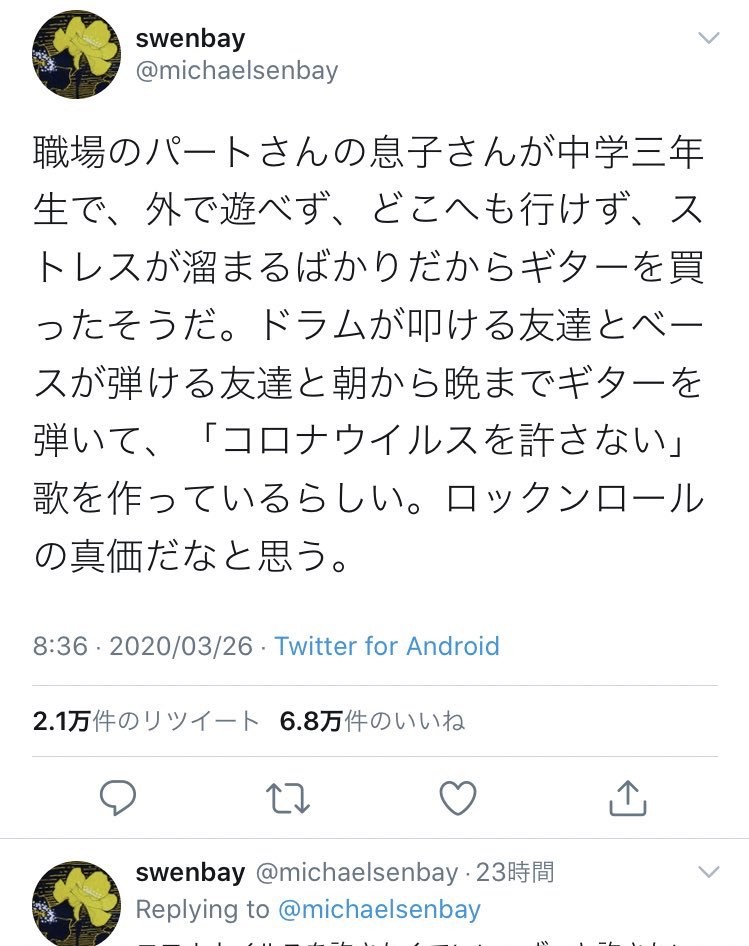 swenbay
@michaelsenbay
職場のパートさんの息子さんが中学三年
生で、外で遊べず、どこへも行けず、ス
トレスが溜まるばかりだからギターを買
ったそうだ。ドラムが叩ける友達とベー
スが弾ける友達と朝から晩までギターを
弾いて、「コロナウイルスを許さない」
歌を作っているらしい。ロックンロール
の真価だなと思う。
8:36 · 2020/03/26 · Twitter for Android
2.1万件のリツイート 6.8万件のいいね
swenbay @michaelsenbay · 23時間
Replying to @michaelsenbay